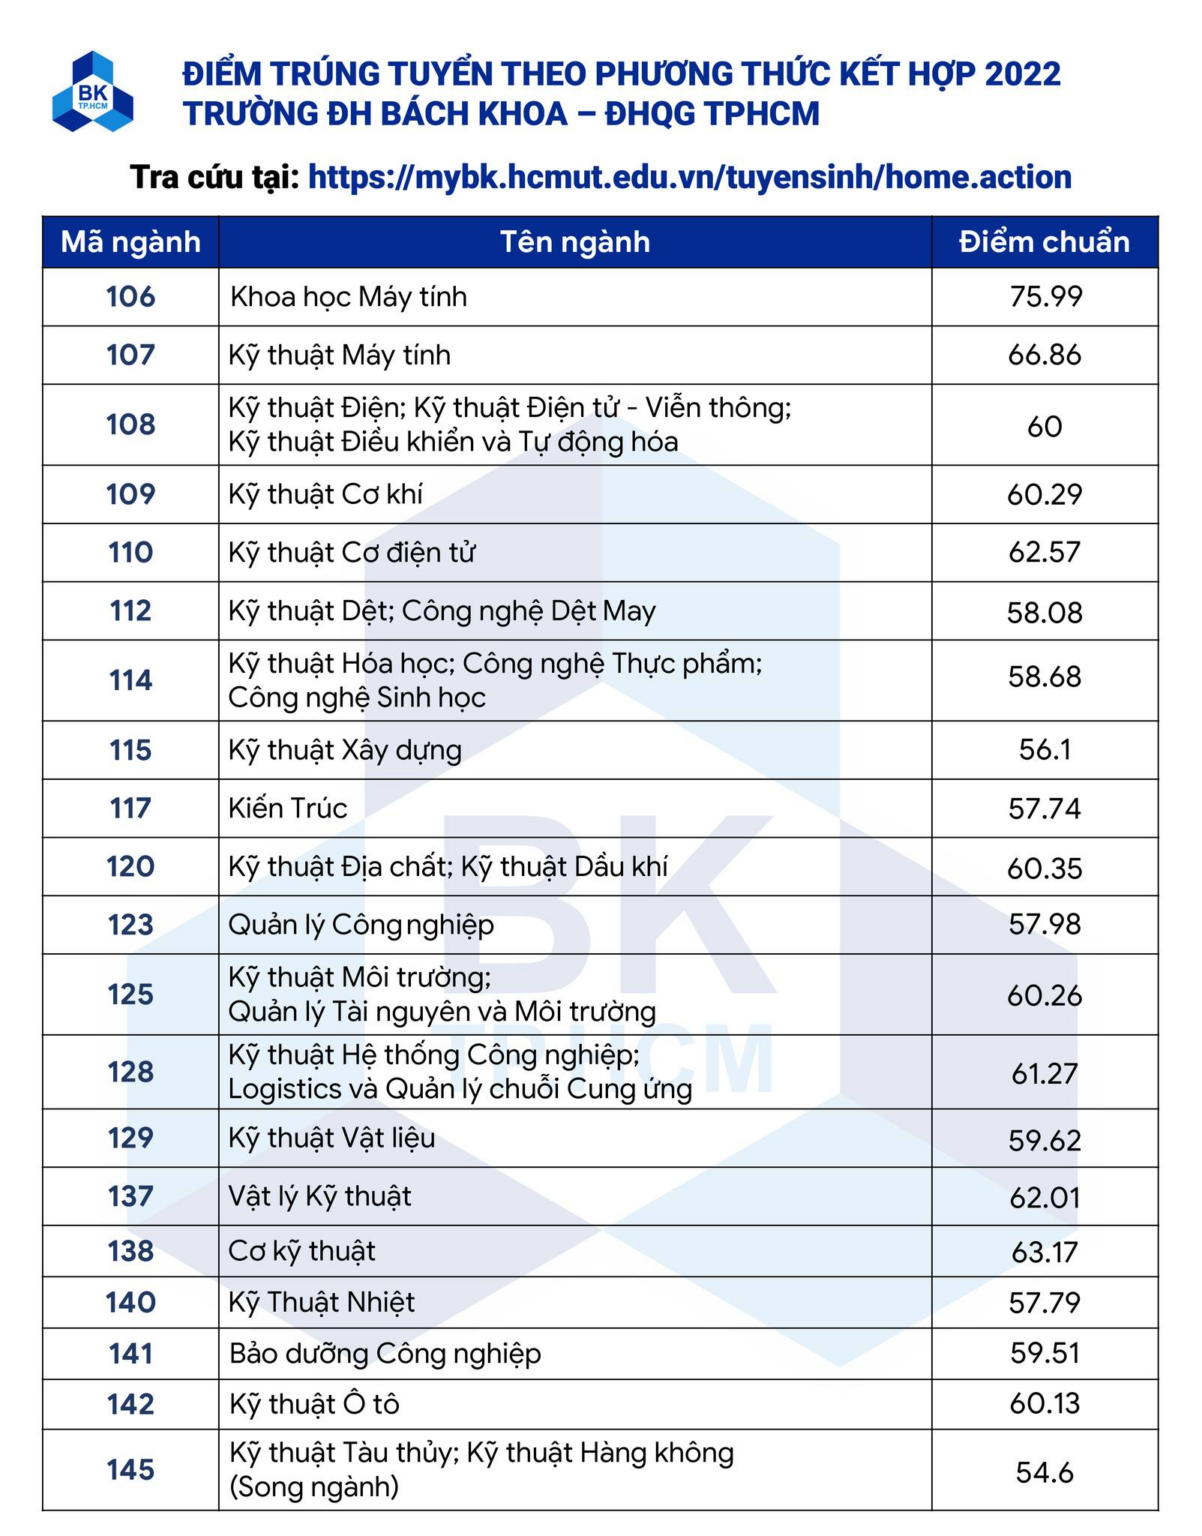 BK
TP.HCM
ĐIỂM TRÚNG TUYỂN THEO PHƯƠNG THỨC KẾT HỢP 2022
TRƯỜNG ĐH BÁCH KHOA – ĐHQG TPHCM
Tra cứu tại: https://mybk.hcmut.edu.vn/tuyensinh/home.action
Mã ngành Tên ngành Điểm chuẩn
106 Khoa học Máy tính 75.99
107 Kỹ thuật Máy tính 66.86
108 Kỹ thuật Điện; Kỹ thuật Điện tử - Viễn thông;
Kỹ thuật Điều khiển và Tự động hóa 60
109 Kỹ thuật Cơ khí 60.29
110 Kỹ thuật Cơ điện tử 62.57
112 Kỹ thuật Dệt; Công nghệ Dệt May 58.08
114 Kỹ thuật Hóa học; Công nghệ Thực phẩm;
Công nghệ Sinh học 58.68
115 Kỹ thuật Xây dựng 56.1
117 Kiến Trúc 57.74
120 Kỹ thuật Địa chất; Kỹ thuật Dầu khí 60.35
123 Quản lý Công nghiệp 57.98
125 Kỹ thuật Môi trường;
Quản lý Tài nguyên và Môi trường 60.26
128 Kỹ thuật Hệ thống Công nghiệp;
Logistics và Quản lý chuỗi Cung ứng 61.27
129 Kỹ thuật Vật liệu 59.62
137 Vật lý Kỹ thuật 62.01
138 Cơ kỹ thuật 63.17
140 Kỹ Thuật Nhiệt 57.79
141 Bảo dưỡng Công nghiệp 59.51
142 Kỹ thuật Ô tô 60.13
145 Kỹ thuật Tàu thủy; Kỹ thuật Hàng không
(Song ngành) 54.6
BK
TP.HCM